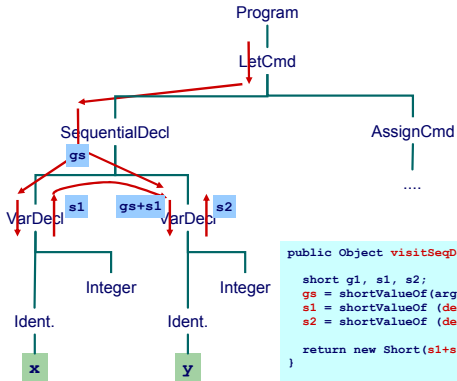 Program
LetCmd
SequentialDecl
AssignCmd
gs
....
s1
gs+s1
s2
VarDecl
VarDecl
Integer
Integer
Ident.
Ident.
x
y
public Object visitSeqD
short g1, s1, s2;
gs = shortValueOf(arg
s1 = shortValueOf (de
s2 = shortValueOf (de
return new Short(s1+s
}